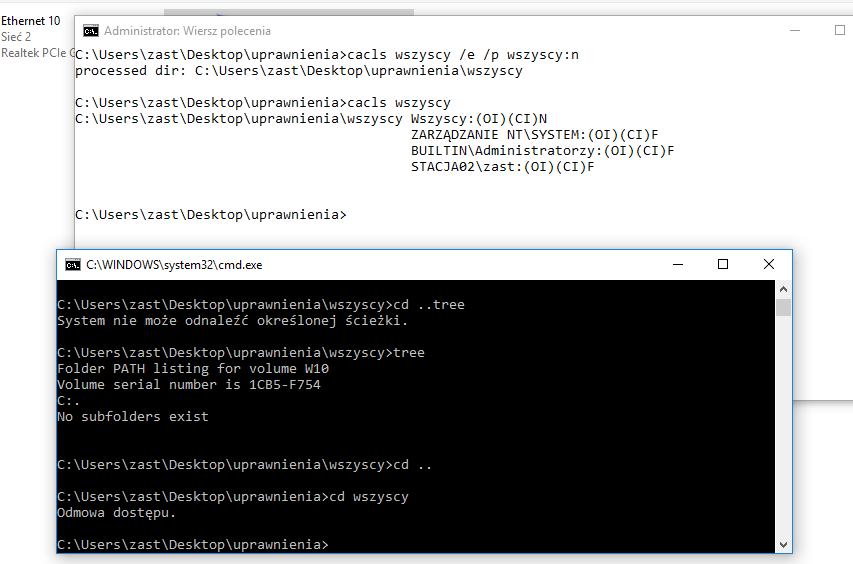 Ethernet 10
Sieć 2
Realtek PCIe G
Administrator: Wiersz polecenia
C:\Users\zast\Desktop\uprawnienia>cacls wszyscy /e /p wszyscy:n
processed dir: C:\Users\zast\Desktop\uprawnienia\wszyscy
C:\Users\zast\Desktop\uprawnienia>cacls wszyscy
C:\Users\zast\Desktop\uprawnienia\wszyscy Wszyscy:(OI)(CI)N
ZARZĄDZANIE NT\SYSTEM:(OI)(CI)F
BUILTIN\Administratorzy:(OI)(CI)F
STACJA02\zast:(OI)(CI)F
C:\Users\zast\Desktop\uprawnienia>
C:\WINDOWS\system32\cmd.exe
C:\Users\zast\Desktop\uprawnienia\wszyscy>cd ..tree
System nie może odnaleźć określonej ścieżki.
C:\Users\zast\Desktop\uprawnienia\wszyscy>tree
Folder PATH listing for volume W10
Volume serial number is 1CB5-F754
C:.
No subfolders exist
C:\Users\zast\Desktop\uprawnienia\wszyscy>cd ..
C:\Users\zast\Desktop\uprawnienia>cd wszyscy
Odmowa dostępu.
C:\Users\zast\Desktop\uprawnienia>